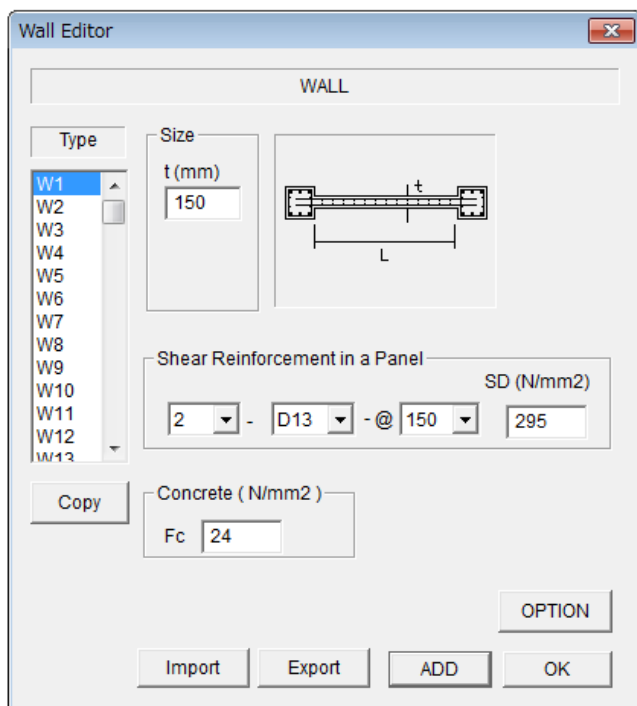 Wall Editor
WALL
Type
Size
t (mm)
150
t
L
W1
W2
W3
W4
W5
W6
W7
W8
W9
W10
W11
W12
W13
Shear Reinforcement in a Panel
SD (N/mm2)
2 - D13 - @ 150 295
Copy
Concrete ( N/mm2 )
Fc 24
OPTION
Import Export ADD OK